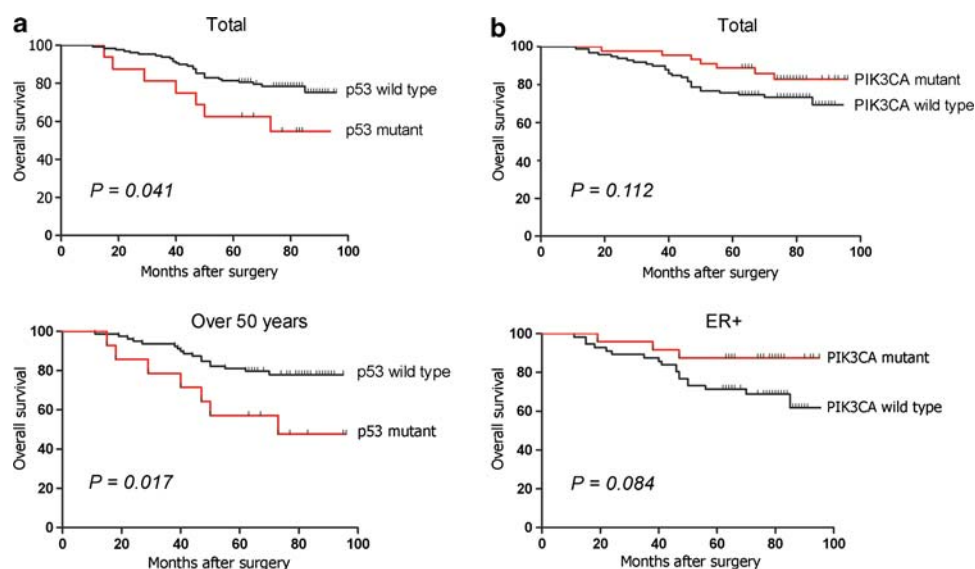 a
Total
100
80
60
40
20
0
Overall survival
p53 wild type
p53 mutant
P = 0.041
0 20 40 60 80 100
Months after surgery
Over 50 years
100
80
60
40
20
0
Overall survival
p53 wild type
p53 mutant
P = 0.017
0 20 40 60 80 100
Months after surgery
b
Total
100
80
60
40
20
0
Overall survival
PIK3CA mutant
PIK3CA wild type
P = 0.112
0 20 40 60 80 100
Months after surgery
ER+
100
80
60
40
20
0
Overall survival
PIK3CA mutant
PIK3CA wild type
P = 0.084
0 20 40 60 80 100
Months after surgery